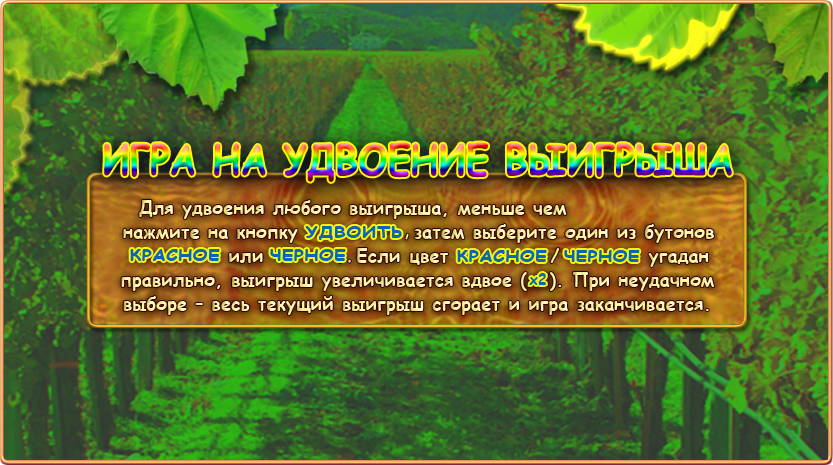 ИГРА НА УДВОЕНИЕ ВЫИГРЫША
Для удвоения любого выигрыша, меньше чем
нажмите на кнопку УДВОИТЬ, затем выберите один из бутонов
КРАСНОЕ или ЧЕРНОЕ. Если цвет КРАСНОЕ / ЧЕРНОЕ угадан
правильно, выигрыш увеличивается вдвое (x2). При неудачном
выборе – весь текущий выигрыш сгорает и игра заканчивается.